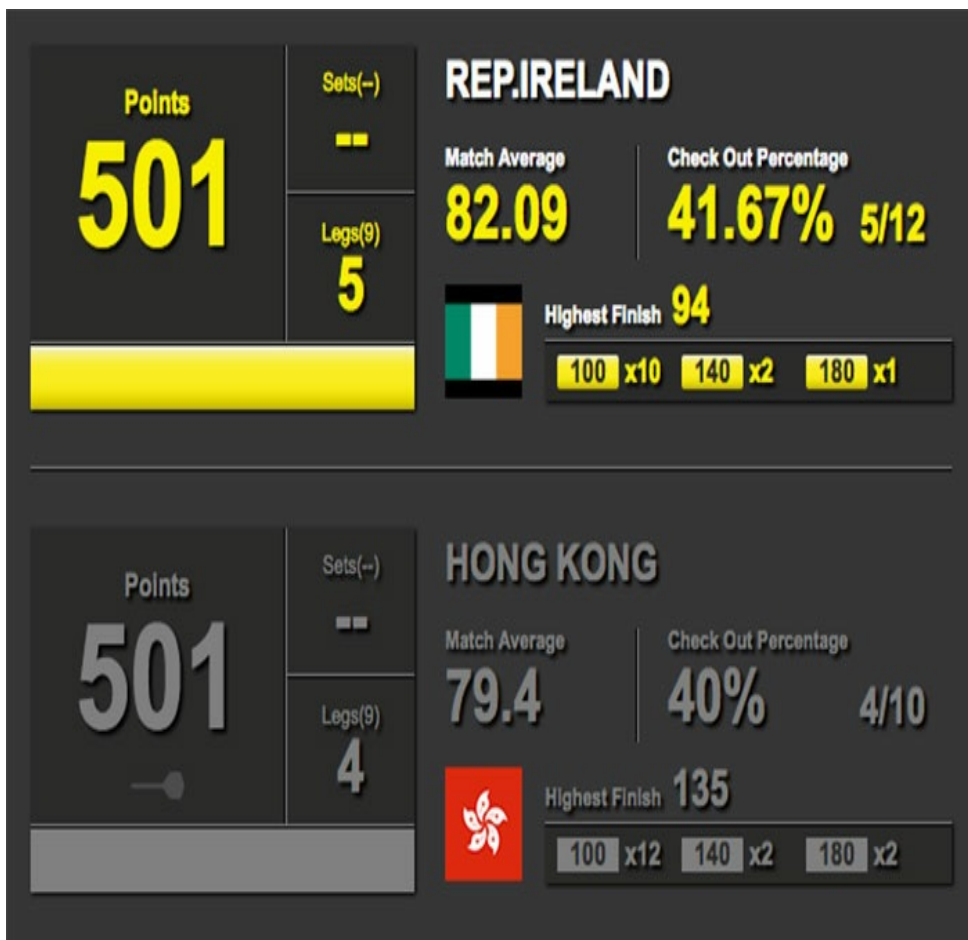 REP.IRELAND
Points
501
Sets(--)
--
Legs(9)
5
Match Average
82.09
Check Out Percentage
41.67% 5/12
Highest Finish 94
100 x10 140 x2 180 x1
HONG KONG
Points
501
Sets(--)
--
Legs(9)
4
Match Average
79.4
Check Out Percentage
40% 4/10
Highest Finish 135
100 x12 140 x2 180 x2